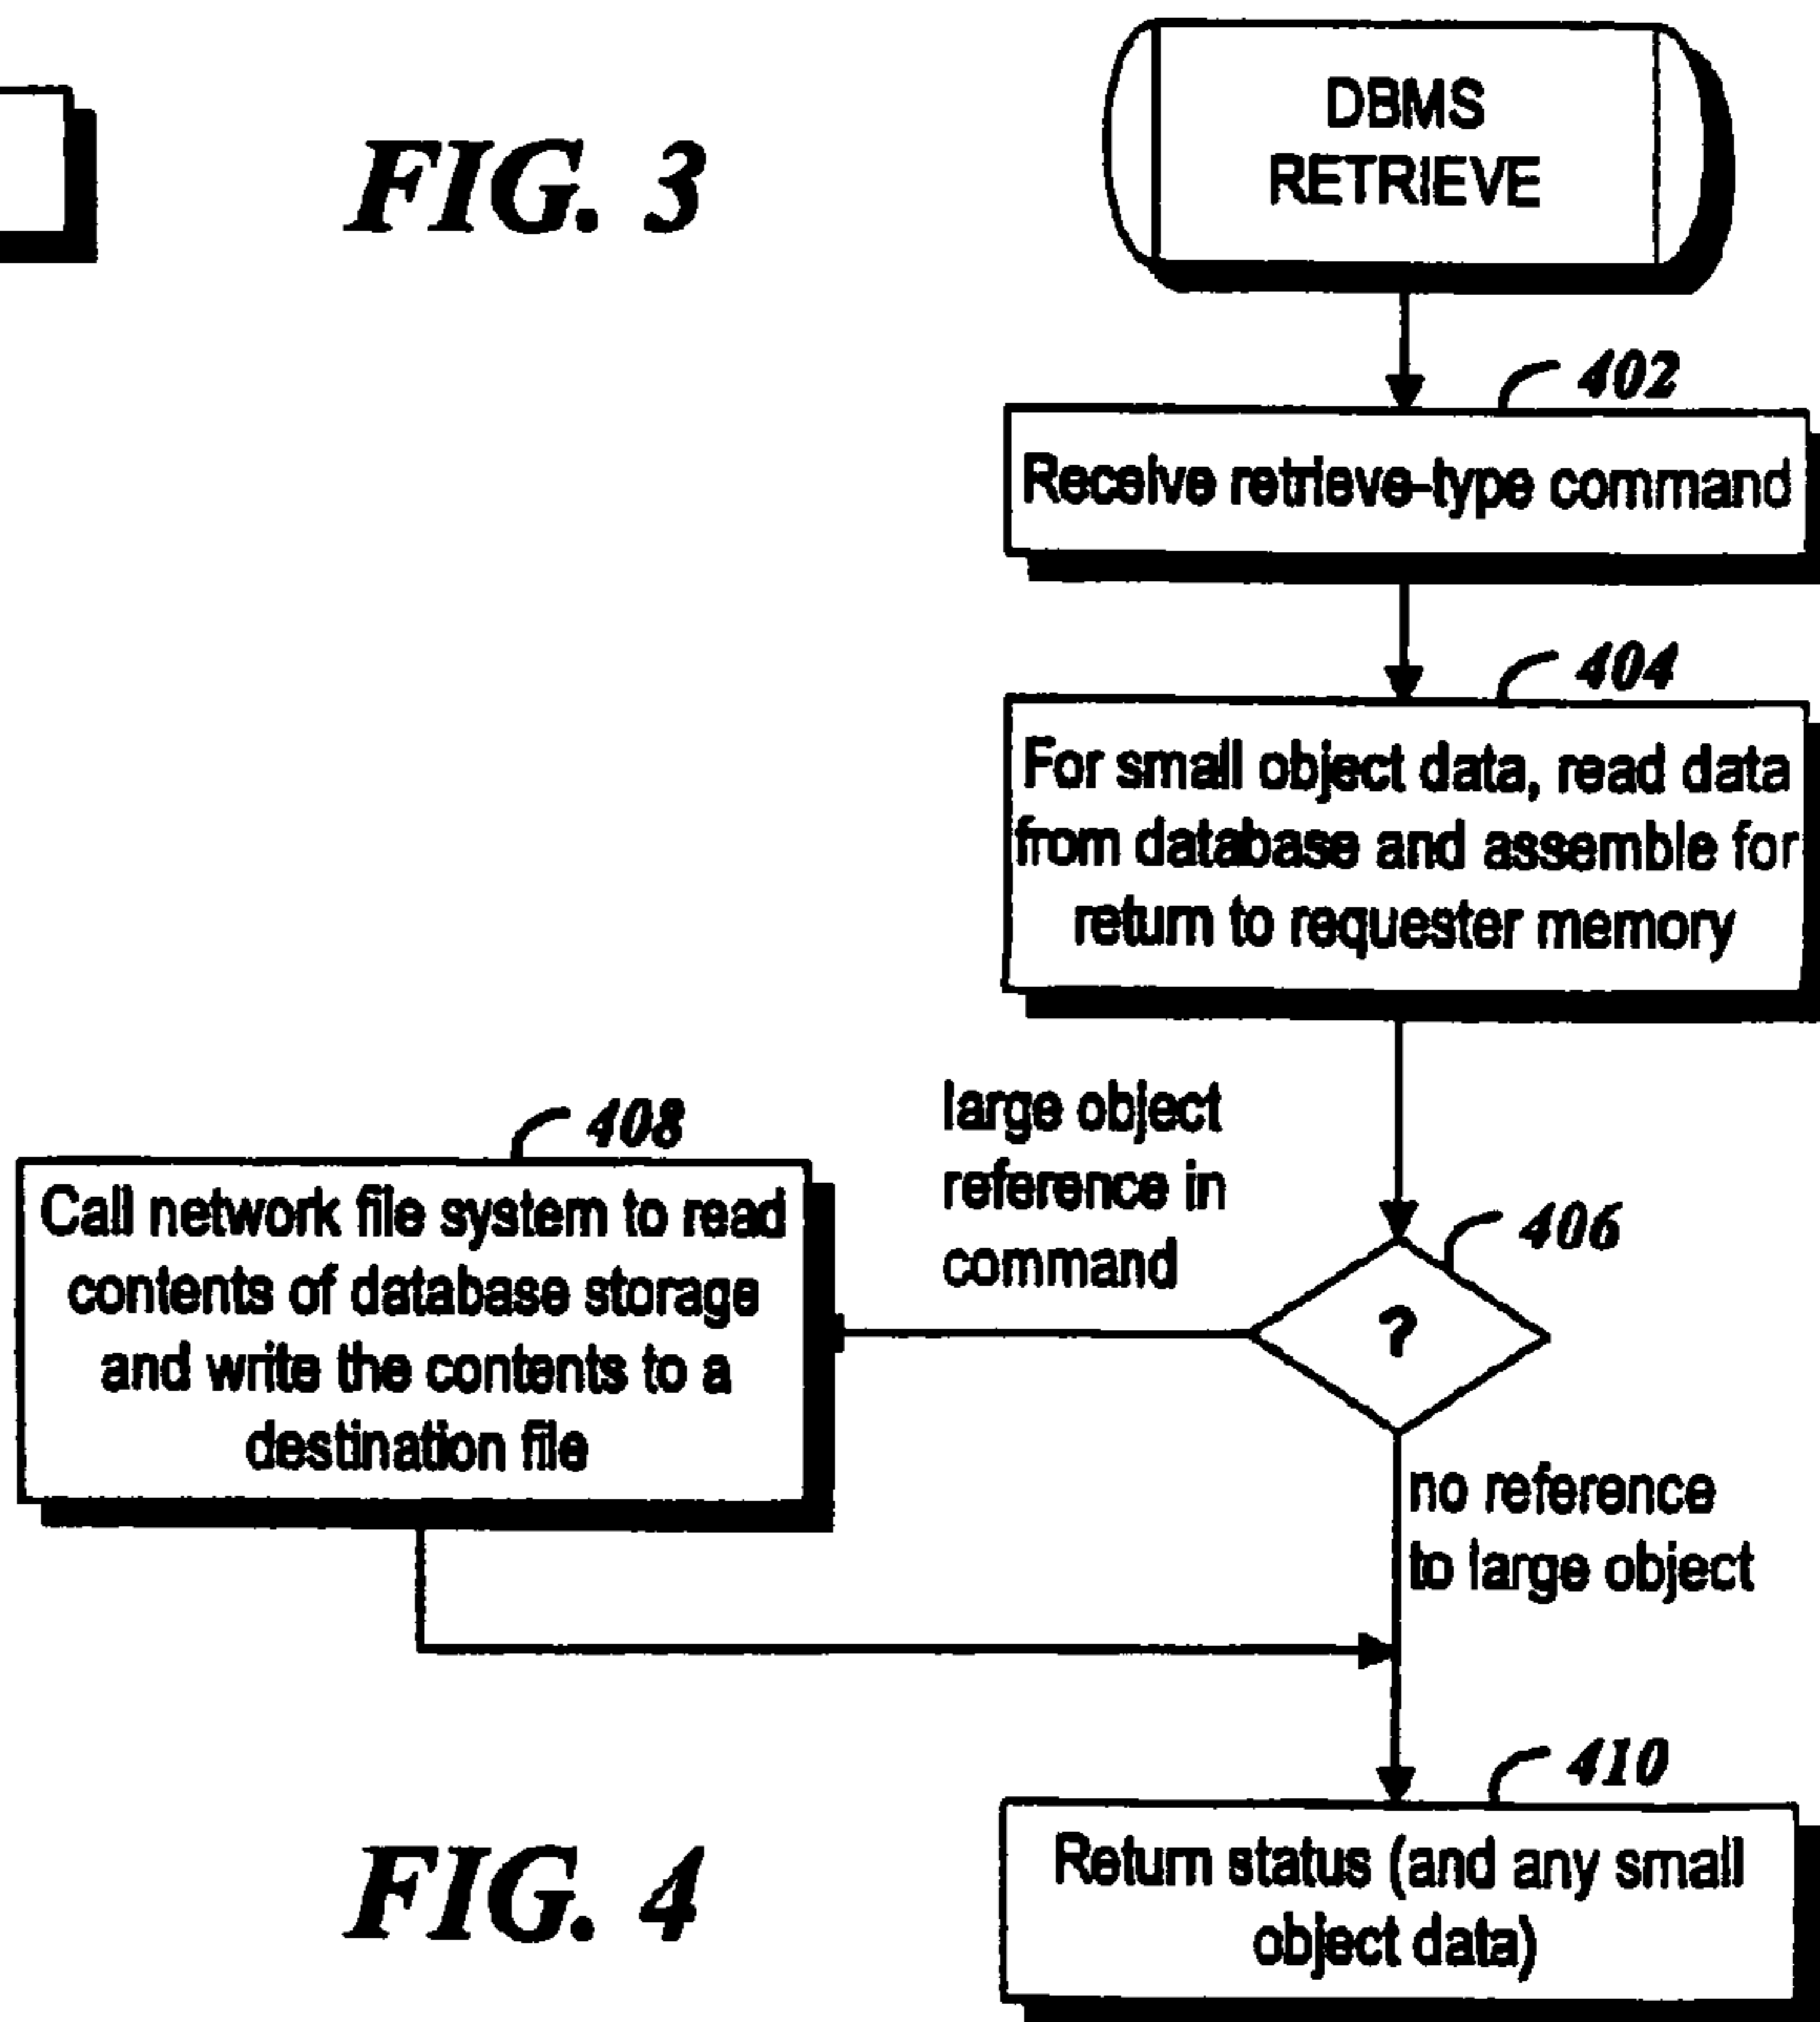 FIG. 3
DBMS
RETRIEVE
402
Receive retrieve-type command
404
For small object data, read data
from database and assemble for
return to requester memory
large object
reference in
command
408
Call network file system to read
contents of database storage
and write the contents to a
destination file
406
?
no reference
to large object
410
Return status (and any small
object data)
FIG. 4